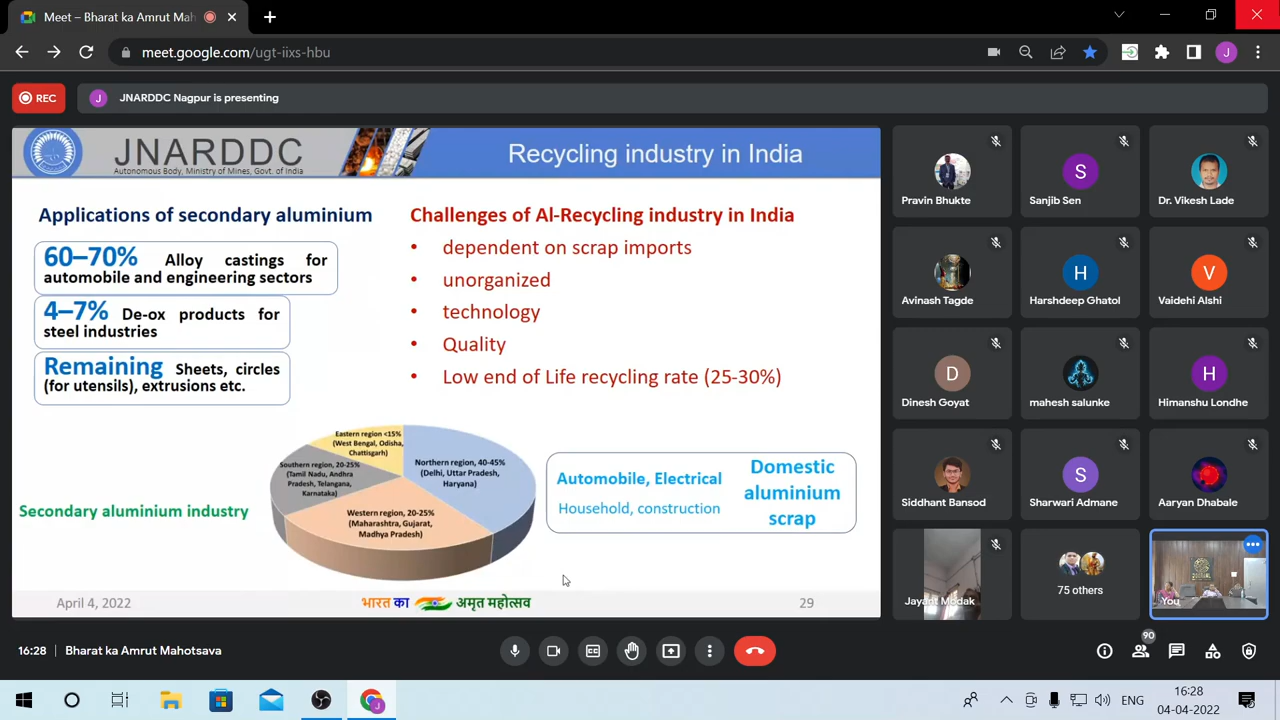 Meet – Bharat ka Amrut Mah
meet.google.com/ugt-iixs-hbu
J
REC
J
JNARDDC Nagpur is presenting
JNARDDC
Autonomous Body, Ministry of Mines, Govt. of India
Recycling industry in India
Applications of secondary aluminium
60–70% Alloy castings for
automobile and engineering sectors
4–7% De-ox products for
steel industries
Remaining Sheets, circles
(for utensils), extrusions etc.
Challenges of Al-Recycling industry in India
• dependent on scrap imports
• unorganized
• technology
• Quality
• Low end of Life recycling rate (25-30%)
Eastern region <15%
(West Bengal, Odisha,
Chattisgarh)
Southern region, 20-25%
(Tamil Nadu, Andhra
Pradesh, Telangana,
Karnataka)
Northern region, 40-45%
(Delhi, Uttar Pradesh,
Haryana)
Western region, 20-25%
(Maharashtra, Gujarat,
Madhya Pradesh)
Secondary aluminium industry
Automobile, Electrical
Household, construction
Domestic
aluminium
scrap
April 4, 2022
भारत का
अमृत महोत्सव
29
Pravin Bhukte
S
Sanjib Sen
Dr. Vikesh Lade
Avinash Tagde
H
Harshdeep Ghatol
V
Vaidehi Alshi
D
Dinesh Goyat
mahesh salunke
H
Himanshu Londhe
Siddhant Bansod
S
Sharwari Admane
Aaryan Dhabale
Jayant Modak
75 others
You
16:28
Bharat ka Amrut Mahotsava
90
ENG
16:28
04-04-2022